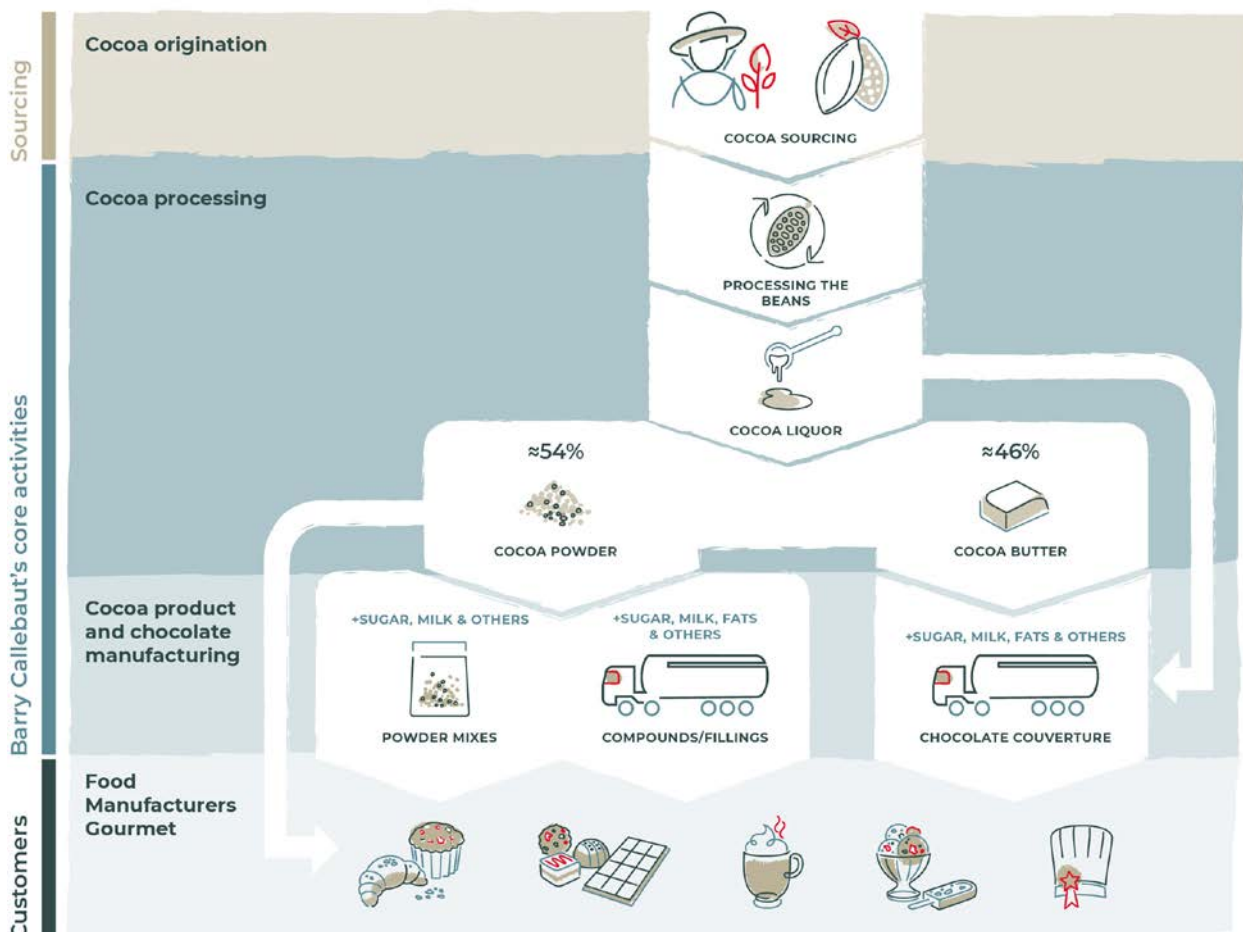 Sourcing
Cocoa origination
COCOA SOURCING
Barry Callebaut's core activities
Cocoa processing
PROCESSING THE
BEANS
COCOA LIQUOR
≈54%
COCOA POWDER
≈46%
COCOA BUTTER
Cocoa product
and chocolate
manufacturing
+SUGAR, MILK & OTHERS
POWDER MIXES
+SUGAR, MILK, FATS
& OTHERS
COMPOUNDS/FILLINGS
+SUGAR, MILK, FATS & OTHERS
CHOCOLATE COUVERTURE
Customers
Food
Manufacturers
Gourmet